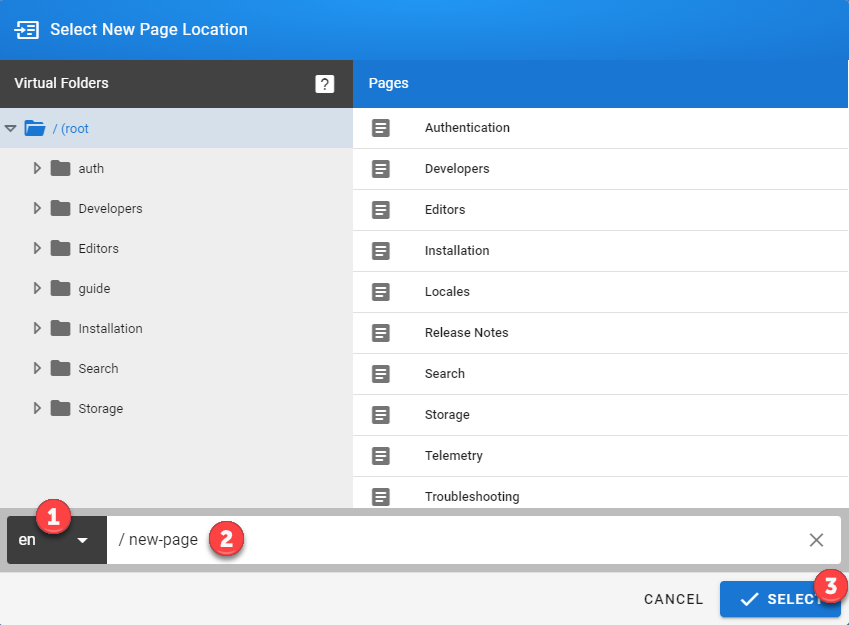 Select New Page Location
Virtual Folders
?
Pages
/ (root
auth
Developers
Editors
guide
Installation
Search
Storage
Authentication
Developers
Editors
Installation
Locales
Release Notes
Search
Storage
Telemetry
Troubleshooting
1
en
/ new-page
2
CANCEL
SELECT
3